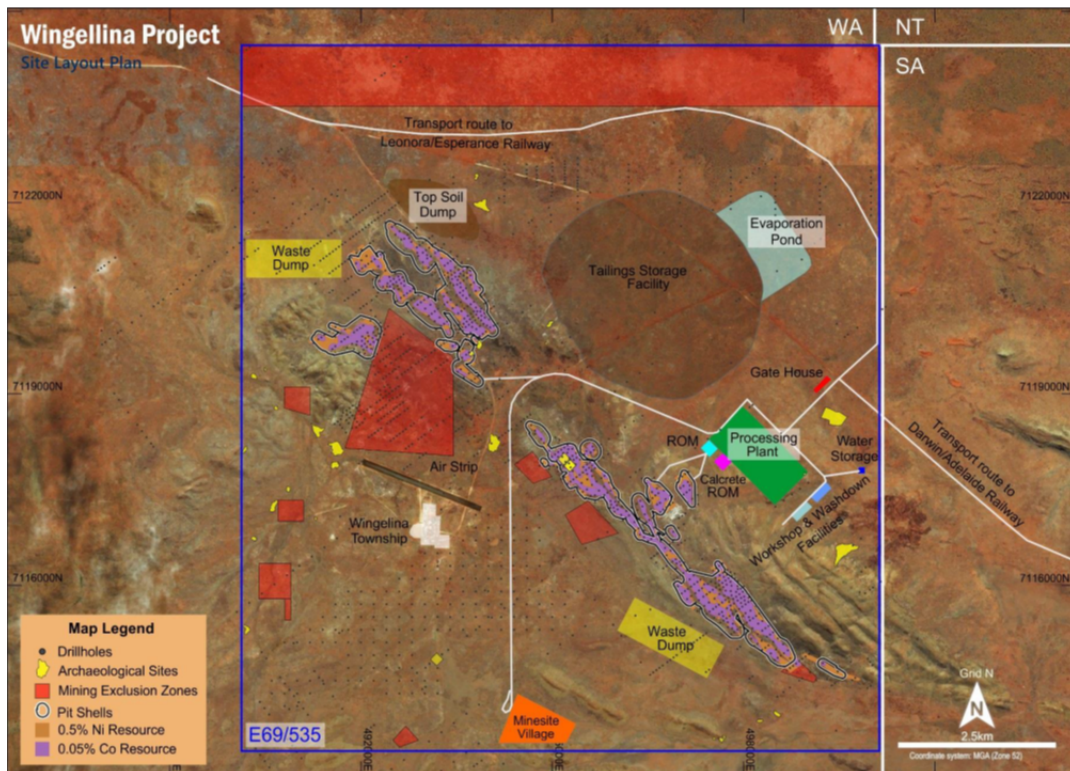 Wingellina Project
Site Layout Plan
WA
NT
SA
Transport route to
Leonora/Esperance Railway
7122000N
7122000N
Top Soil
Dump
Evaporation
Pond
Waste
Dump
Tailings Storage
Facility
7119000N
7119000N
Gate House
ROM
Processing
Plant
Water
Storage
Calcrete
ROM
Air Strip
Transport route to
Darwin/Adelaide Railway
Wingelina
Township
Workshop & Washdown
Facilities
7116000N
7116000N
Waste
Dump
Map Legend
Drillholes
Archaeological Sites
Mining Exclusion Zones
Pit Shells
0.5% Ni Resource
0.05% Co Resource
E69/535
Minesite
Village
Grid N
N
2.5km
Coordinate system: MGA (Zone 52)